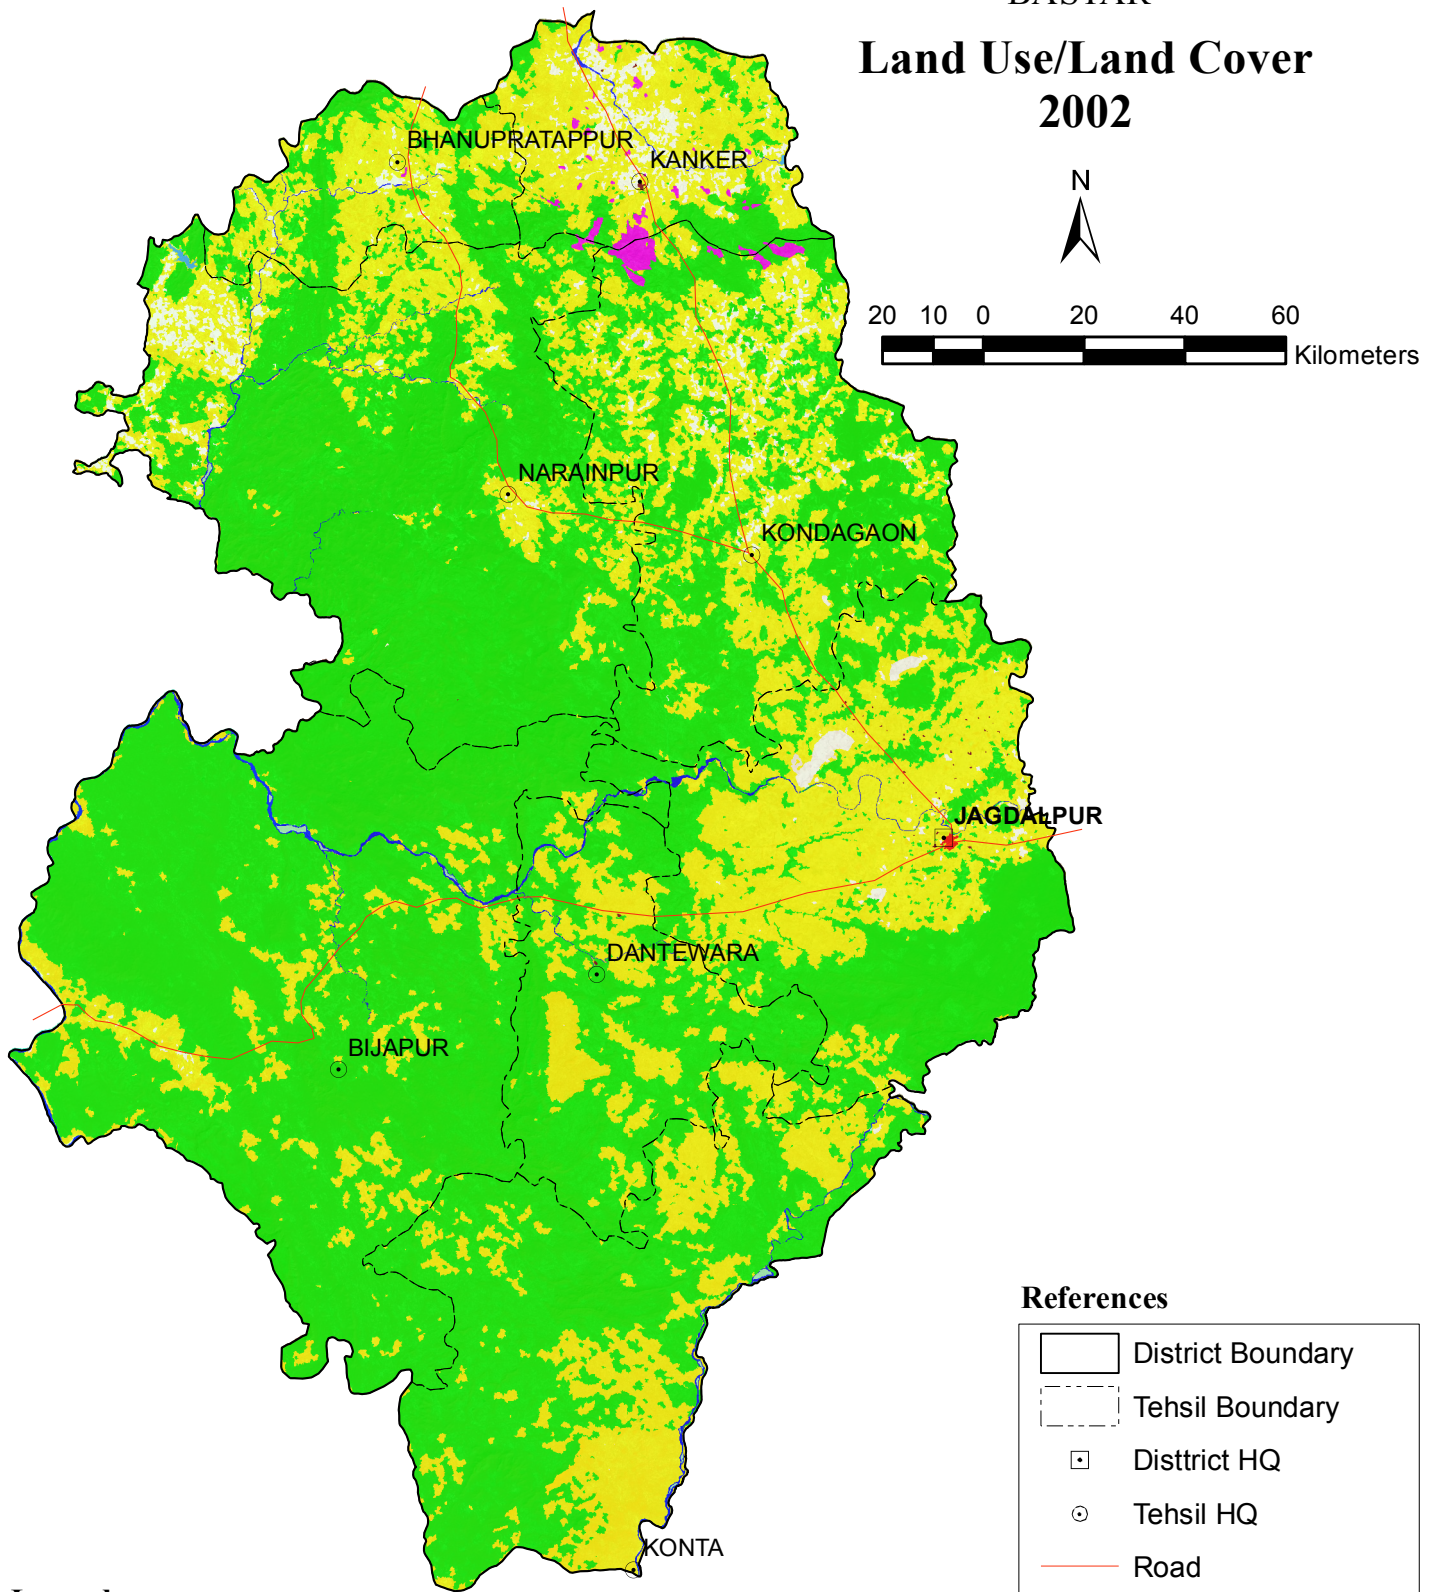 BASTAR
Land Use/Land Cover
2002
N
20 10 0 20 40 60
Kilometers
BHANUPRATAPPUR
KANKER
NARAINPUR
KONDAGAON
JAGDALPUR
DANTEWARA
BIJAPUR
KONTA
References
District Boundary
Tehsil Boundary
Disttrict HQ
Tehsil HQ
Road